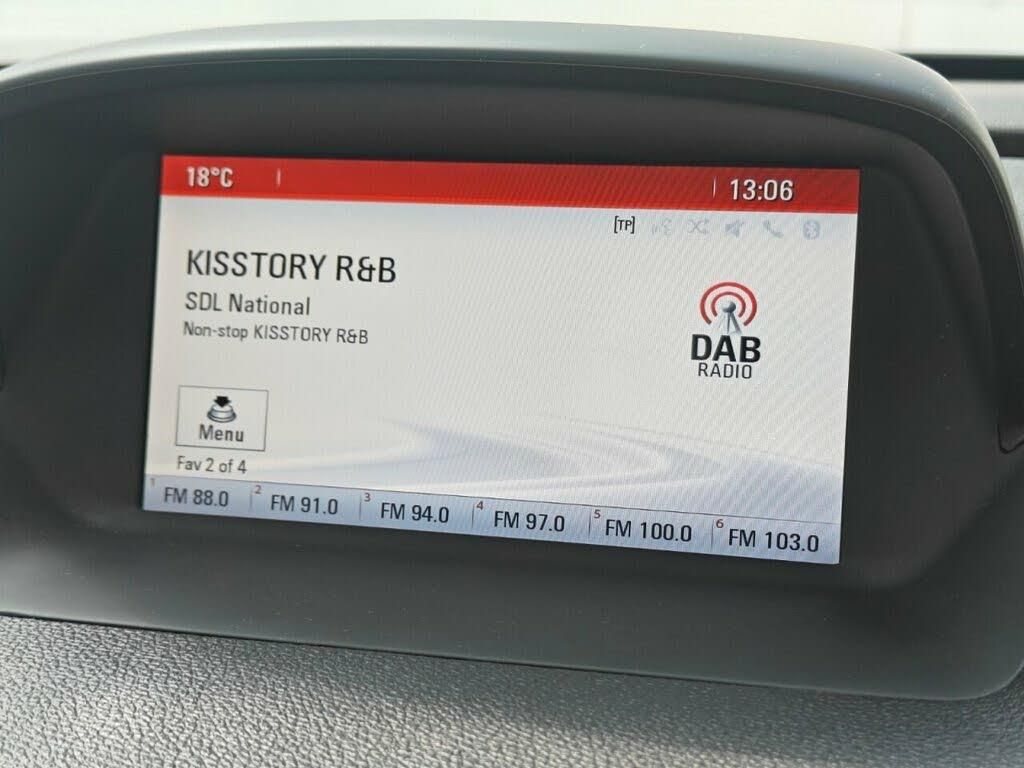 18°C 13:06
[TP]
KISSTORY R&B
SDL National
Non-stop KISSTORY R&B
DAB
RADIO
Menu
Fav 2 of 4
1 FM 88.0 2 FM 91.0 3 FM 94.0 4 FM 97.0 5 FM 100.0 6 FM 103.0